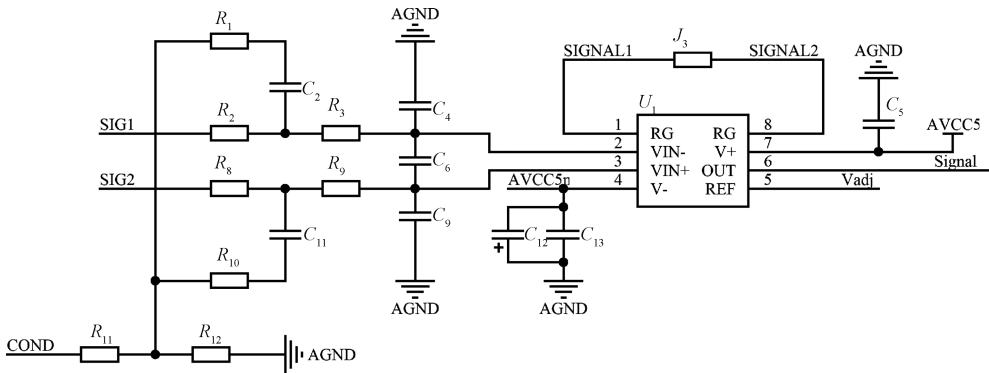 AGND
R1
SIGNAL1
J3
SIGNAL2
AGND
C2
C4
U1
C5
SIG1
R2
R3
AVCC5
1
RG
RG
8
2
VIN-
V+
7
C6
3
VIN+
OUT
6
Signal
SIG2
R8
R9
AVCC5n
4
V-
REF
5
Vadj
C11
C9
C12
C13
R10
AGND
AGND
COND
R11
R12
AGND